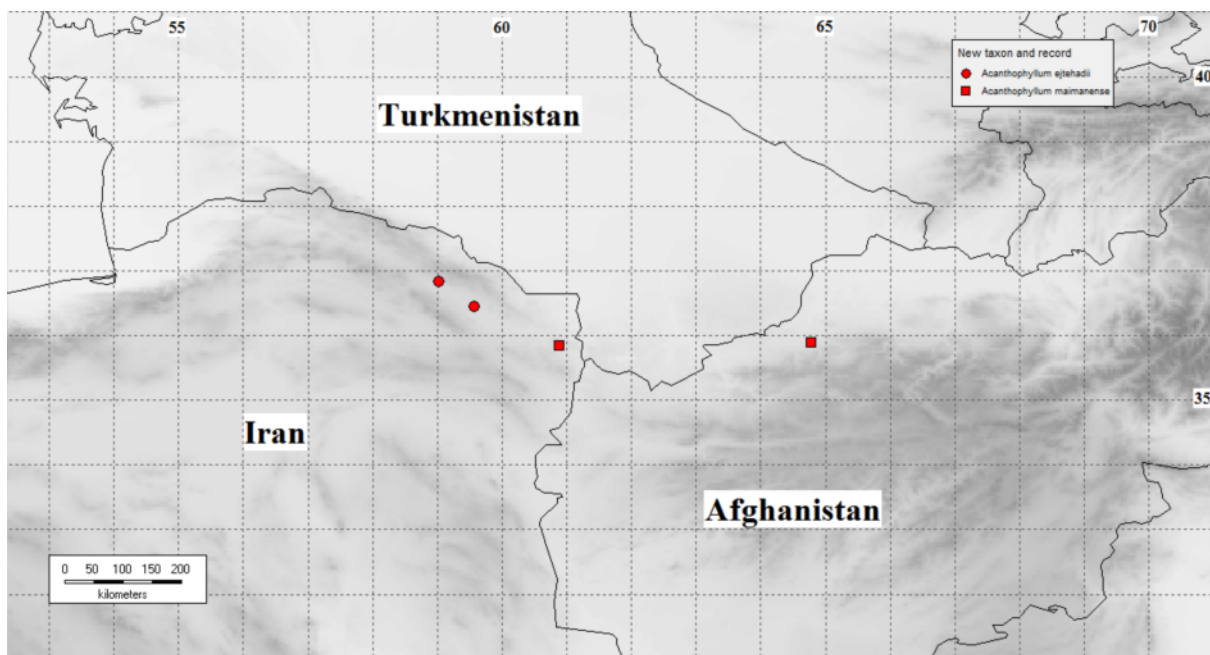 55
60
65
70
New taxon and record
Acanthophyllum ejtehadii
Acanthophyllum maimanense
40
Turkmenistan
35
Iran
Afghanistan
0 50 100 150 200
kilometers